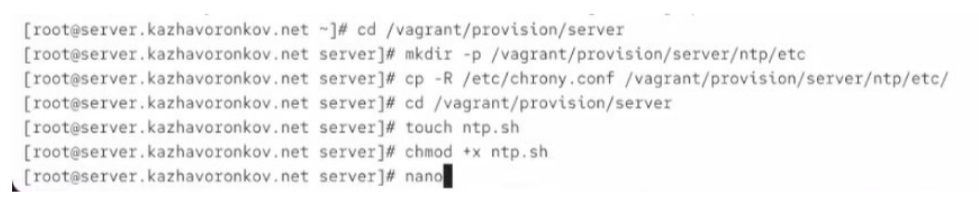 [root@server.kazhavoronkov.net ~]# cd /vagrant/provision/server
[root@server.kazhavoronkov.net server]# mkdir -p /vagrant/provision/server/ntp/etc
[root@server.kazhavoronkov.net server]# cp -R /etc/chrony.conf /vagrant/provision/server/ntp/etc/
[root@server.kazhavoronkov.net server]# cd /vagrant/provision/server
[root@server.kazhavoronkov.net server]# touch ntp.sh
[root@server.kazhavoronkov.net server]# chmod +x ntp.sh
[root@server.kazhavoronkov.net server]# nano